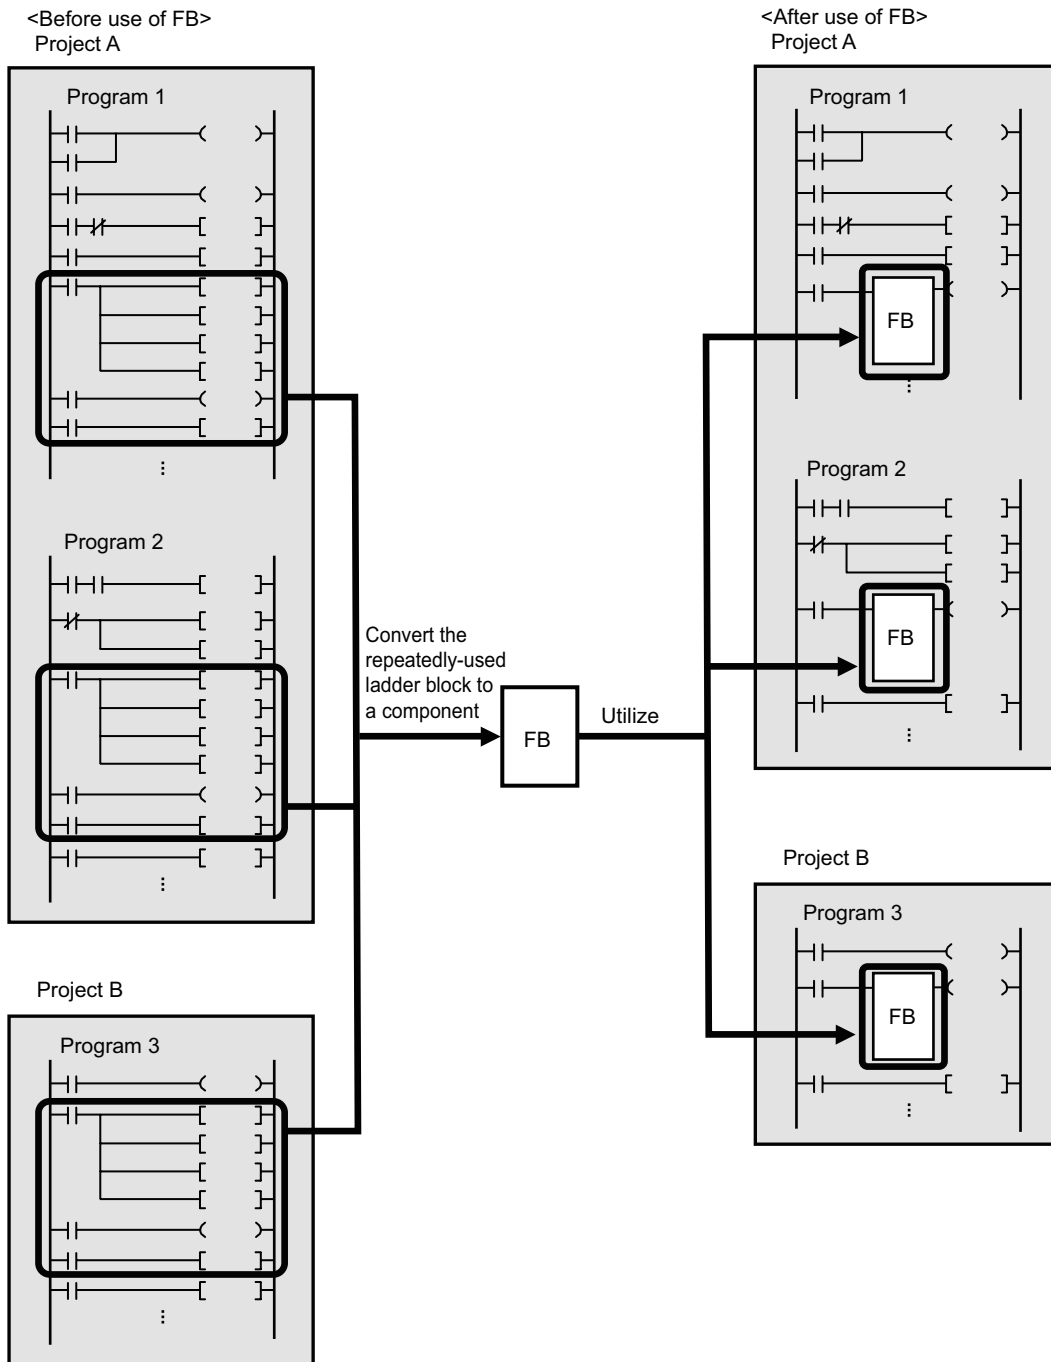 <Before use of FB>
Project A
Program 1
Program 2
Project B
Program 3
Convert the
repeatedly-used
ladder block to
a component
FB
Utilize
<After use of FB>
Project A
Program 1
FB
Program 2
FB
Project B
Program 3
FB